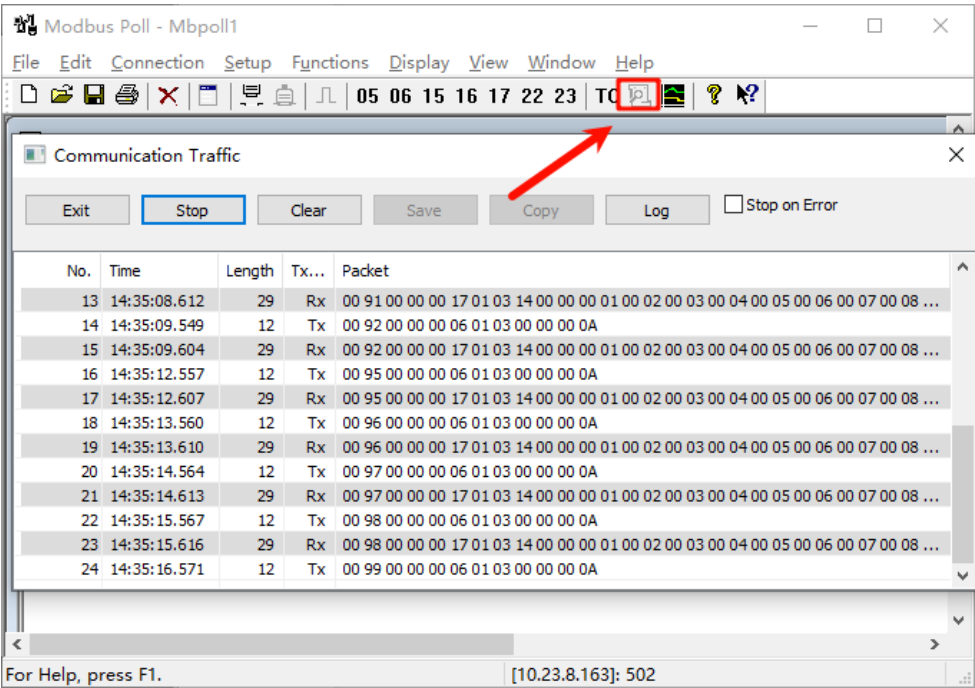 Modbus Poll - Mbpoll1
File Edit Connection Setup Functions Display View Window Help
05 06 15 16 17 22 23 TC
Communication Traffic
Exit Stop Clear Save Copy Log Stop on Error
No. Time Length Tx... Packet
13 14:35:08.612 29 Rx 00 91 00 00 00 17 01 03 14 00 00 00 01 00 02 00 03 00 04 00 05 00 06 00 07 00 08 ...
14 14:35:09.549 12 Tx 00 92 00 00 00 06 01 03 00 00 00 0A
15 14:35:09.604 29 Rx 00 92 00 00 00 17 01 03 14 00 00 00 01 00 02 00 03 00 04 00 05 00 06 00 07 00 08 ...
16 14:35:12.557 12 Tx 00 95 00 00 00 06 01 03 00 00 00 0A
17 14:35:12.607 29 Rx 00 95 00 00 00 17 01 03 14 00 00 00 01 00 02 00 03 00 04 00 05 00 06 00 07 00 08 ...
18 14:35:13.560 12 Tx 00 96 00 00 00 06 01 03 00 00 00 0A
19 14:35:13.610 29 Rx 00 96 00 00 00 17 01 03 14 00 00 00 01 00 02 00 03 00 04 00 05 00 06 00 07 00 08 ...
20 14:35:14.564 12 Tx 00 97 00 00 00 06 01 03 00 00 00 0A
21 14:35:14.613 29 Rx 00 97 00 00 00 17 01 03 14 00 00 00 01 00 02 00 03 00 04 00 05 00 06 00 07 00 08 ...
22 14:35:15.567 12 Tx 00 98 00 00 00 06 01 03 00 00 00 0A
23 14:35:15.616 29 Rx 00 98 00 00 00 17 01 03 14 00 00 00 01 00 02 00 03 00 04 00 05 00 06 00 07 00 08 ...
24 14:35:16.571 12 Tx 00 99 00 00 00 06 01 03 00 00 00 0A
For Help, press F1. [10.23.8.163]: 502